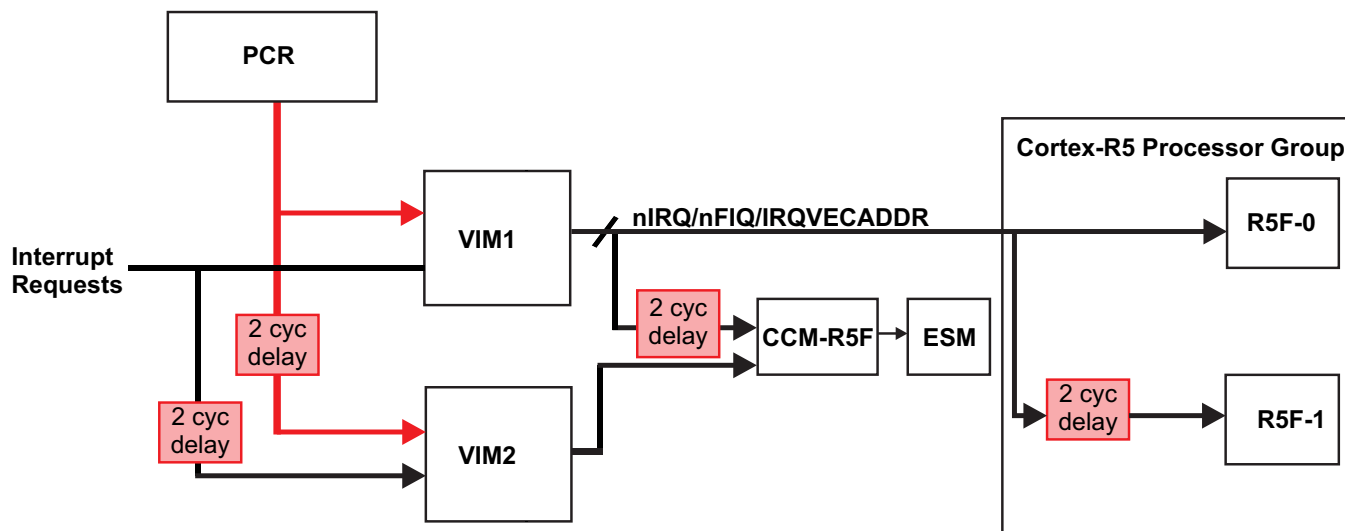 PCR
Cortex-R5 Processor Group
VIM1
nIRQ/nFIQ/IRQVECADDR
R5F-0
Interrupt
Requests
2 cyc
delay
2 cyc
delay
CCM-R5F
ESM
2 cyc
delay
2 cyc
delay
R5F-1
VIM2